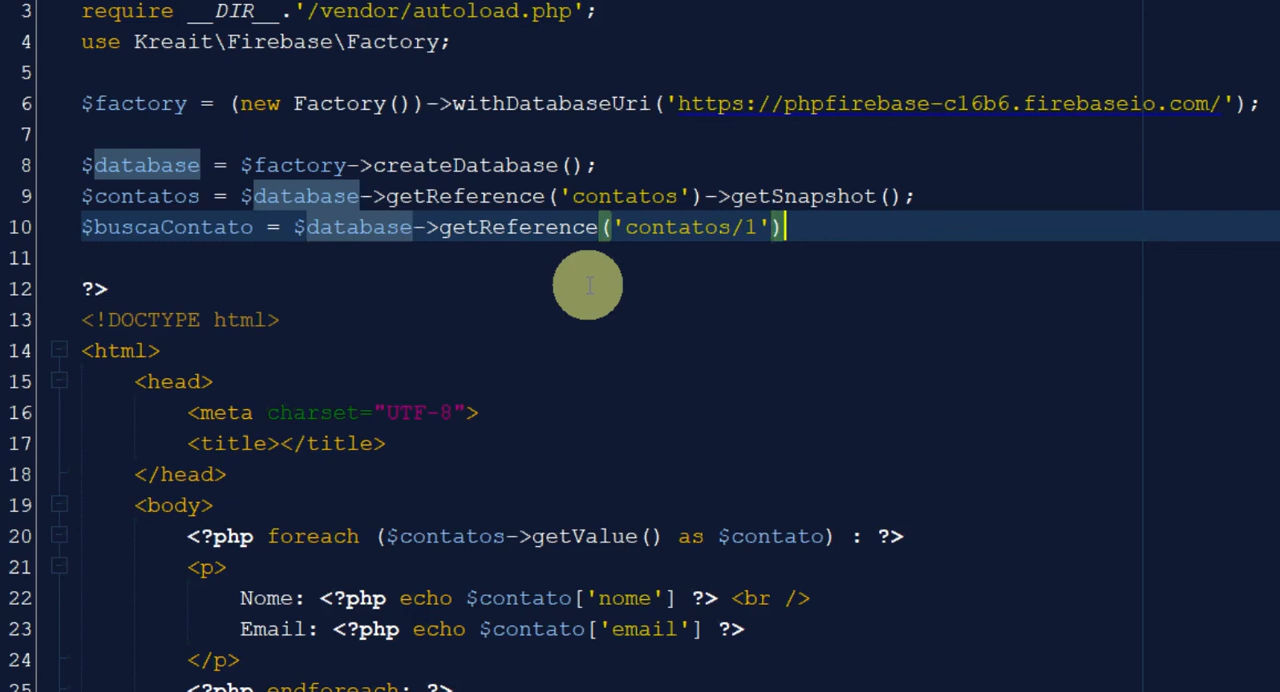 3 require __DIR__.'/vendor/autoload.php';
4 use Kreait\Firebase\Factory;
5
6 $factory = (new Factory())->withDatabaseUri('https://phpfirebase-c16b6.firebaseio.com/');
7
8 $database = $factory->createDatabase();
9 $contatos = $database->getReference('contatos')->getSnapshot();
10 $buscaContato = $database->getReference('contatos/1')
11
12 ?>
13 <!DOCTYPE html>
14 <html>
15 <head>
16 <meta charset="UTF-8">
17 <title></title>
18 </head>
19 <body>
20 <?php foreach ($contatos->getValue() as $contato) : ?>
21 <p>
22 Nome: <?php echo $contato['nome'] ?> <br />
23 Email: <?php echo $contato['email'] ?>
24 </p>
25 <?php endforeach; ?>